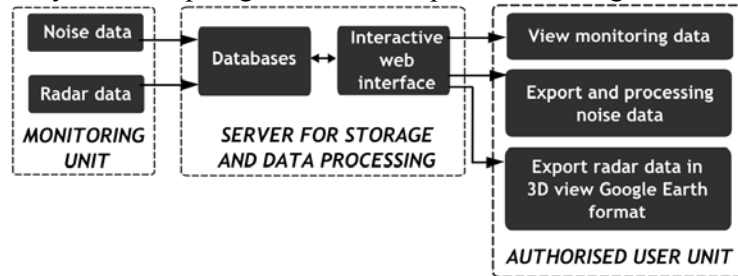 Noise data
Radar data
MONITORING
UNIT
Databases
Interactive
web
interface
SERVER FOR STORAGE
AND DATA PROCESSING
View monitoring data
Export and processing
noise data
Export radar data in
3D view Google Earth
format
AUTHORISED USER UNIT